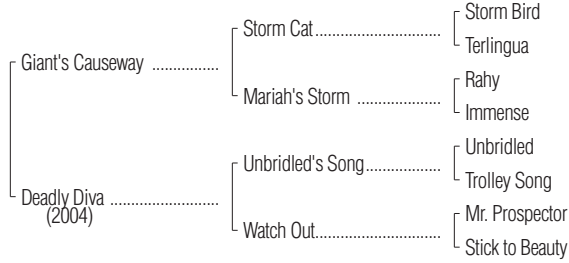 Storm Bird
Storm Cat................................
Terlingua
Giant's Causeway ................
Rahy
Mariah's Storm ....................
Immense
Unbridled
Unbridled's Song..................
Trolley Song
Deadly Diva ..........................
(2004)
Mr. Prospector
Watch Out..............................
Stick to Beauty